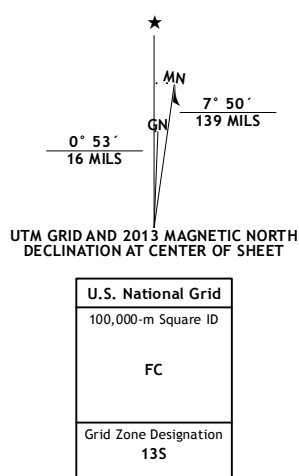 ★
MN
7° 50´
139 MILS
GN
0° 53´
16 MILS
UTM GRID AND 2013 MAGNETIC NORTH
DECLINATION AT CENTER OF SHEET
U.S. National Grid
100,000-m Square ID
FC
Grid Zone Designation
13S